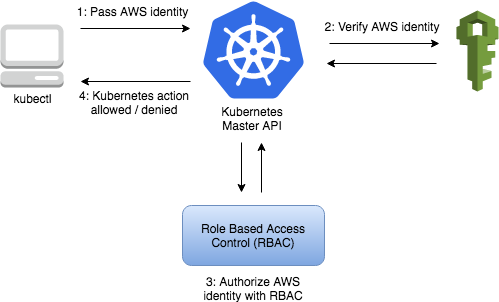 1: Pass AWS identity
2: Verify AWS identity
kubectl
4: Kubernetes action
allowed / denied
Kubernetes
Master API
Role Based Access
Control (RBAC)
3: Authorize AWS
identity with RBAC